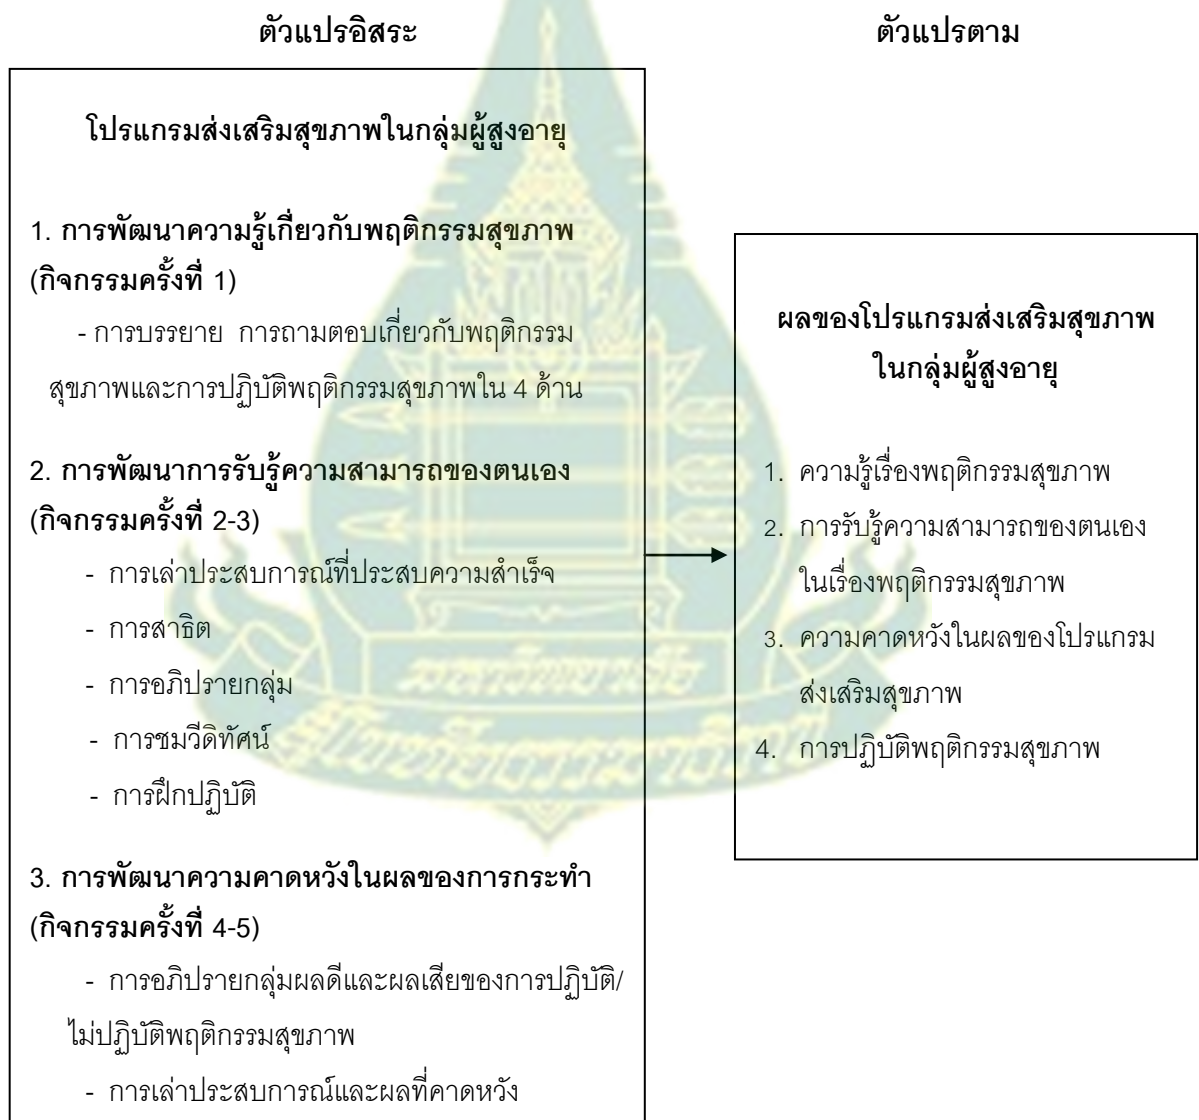 ตัวแปรอิสระ
ตัวแปรตาม
โปรแกรมส่งเสริมสุขภาพในกลุ่มผู้สูงอายุ
1. การพัฒนาความรู้เกี่ยวกับพฤติกรรมสุขภาพ
(กิจกรรมครั้งที่ 1)
- การบรรยาย การถามตอบเกี่ยวกับพฤติกรรม
สุขภาพและการปฏิบัติพฤติกรรมสุขภาพใน 4 ด้าน
2. การพัฒนาการรับรู้ความสามารถของตนเอง
(กิจกรรมครั้งที่ 2-3)
- การเล่าประสบการณ์ที่ประสบความสำเร็จ
- การสาธิต
- การอภิปรายกลุ่ม
- การชมวีดิทัศน์
- การฝึกปฏิบัติ
3. การพัฒนาความคาดหวังในผลของการกระทำ
(กิจกรรมครั้งที่ 4-5)
- การอภิปรายกลุ่มผลดีและผลเสียของการปฏิบัติ/
ไม่ปฏิบัติพฤติกรรมสุขภาพ
- การเล่าประสบการณ์และผลที่คาดหวัง
ผลของโปรแกรมส่งเสริมสุขภาพ
ในกลุ่มผู้สูงอายุ
1. ความรู้เรื่องพฤติกรรมสุขภาพ
2. การรับรู้ความสามารถของตนเอง
ในเรื่องพฤติกรรมสุขภาพ
3. ความคาดหวังในผลของโปรแกรม
ส่งเสริมสุขภาพ
4. การปฏิบัติพฤติกรรมสุขภาพ